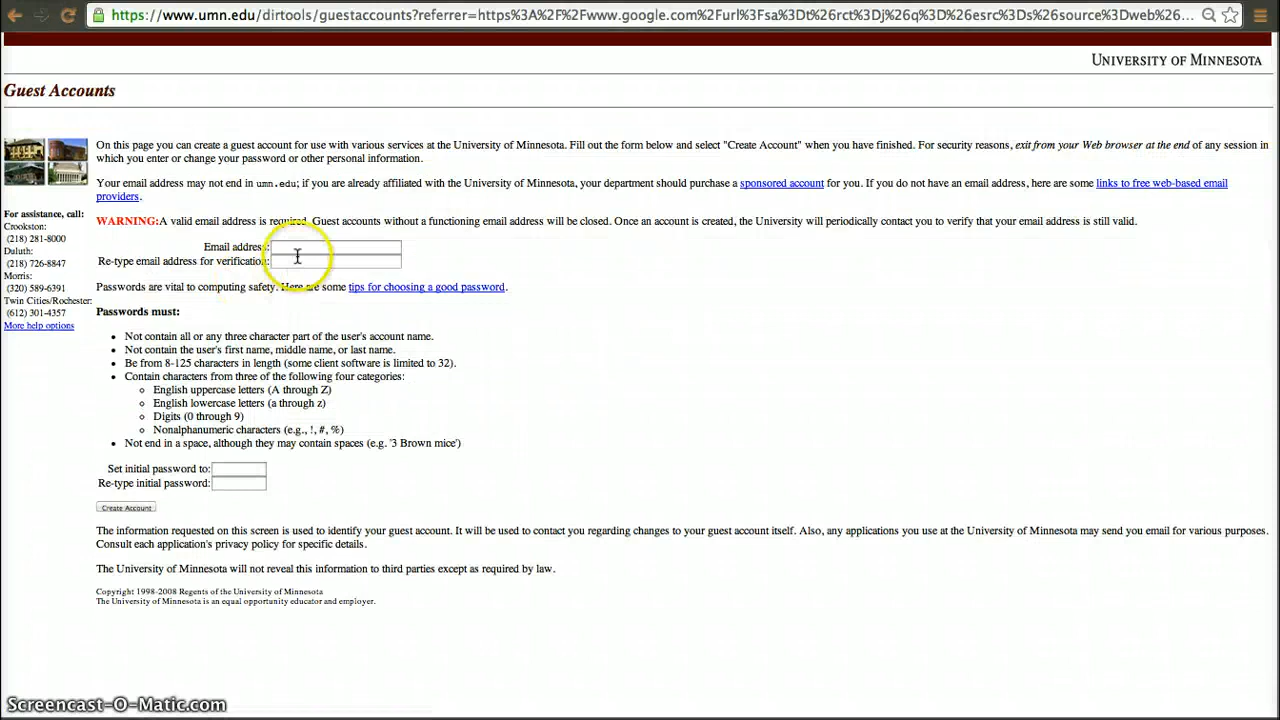 https://www.umn.edu/dirtools/guestaccounts?referrer=https%3A%2F%2Fwww.google.com%2Furl%3Fsa%3Dt%26rct%3Dj%26q%3D%26esrc%3Ds%26source%3Dweb%26...
UNIVERSITY OF MINNESOTA
Guest Accounts
On this page you can create a guest account for use with various services at the University of Minnesota. Fill out the form below and select "Create Account" when you have finished. For security reasons, exit from your Web browser at the end of any session in
which you enter or change your password or other personal information.
Your email address may not end in umn.edu; if you are already affiliated with the University of Minnesota, your department should purchase a sponsored account for you. If you do not have an email address, here are some links to free web-based email
providers.
For assistance, call:
Crookston:
(218) 281-8000
Duluth:
(218) 726-8847
Morris:
(320) 589-6391
Twin Cities/Rochester:
(612) 301-4357
More help options
WARNING:A valid email address is required. Guest accounts without a functioning email address will be closed. Once an account is created, the University will periodically contact you to verify that your email address is still valid.
Email address:
Re-type email address for verification:
Passwords are vital to computing safety. Here are some tips for choosing a good password.
Passwords must:
• Not contain all or any three character part of the user's account name.
• Not contain the user's first name, middle name, or last name.
• Be from 8-125 characters in length (some client software is limited to 32).
• Contain characters from three of the following four categories:
○ English uppercase letters (A through Z)
○ English lowercase letters (a through z)
○ Digits (0 through 9)
○ Nonalphanumeric characters (e.g., !, #, %)
• Not end in a space, although they may contain spaces (e.g. '3 Brown mice')
Set initial password to:
Re-type initial password:
Create Account
The information requested on this screen is used to identify your guest account. It will be used to contact you regarding changes to your guest account itself. Also, any applications you use at the University of Minnesota may send you email for various purposes.
Consult each application's privacy policy for specific details.
The University of Minnesota will not reveal this information to third parties except as required by law.
Copyright 1998-2008 Regents of the University of Minnesota
The University of Minnesota is an equal opportunity educator and employer.
Screencast-O-Matic.com